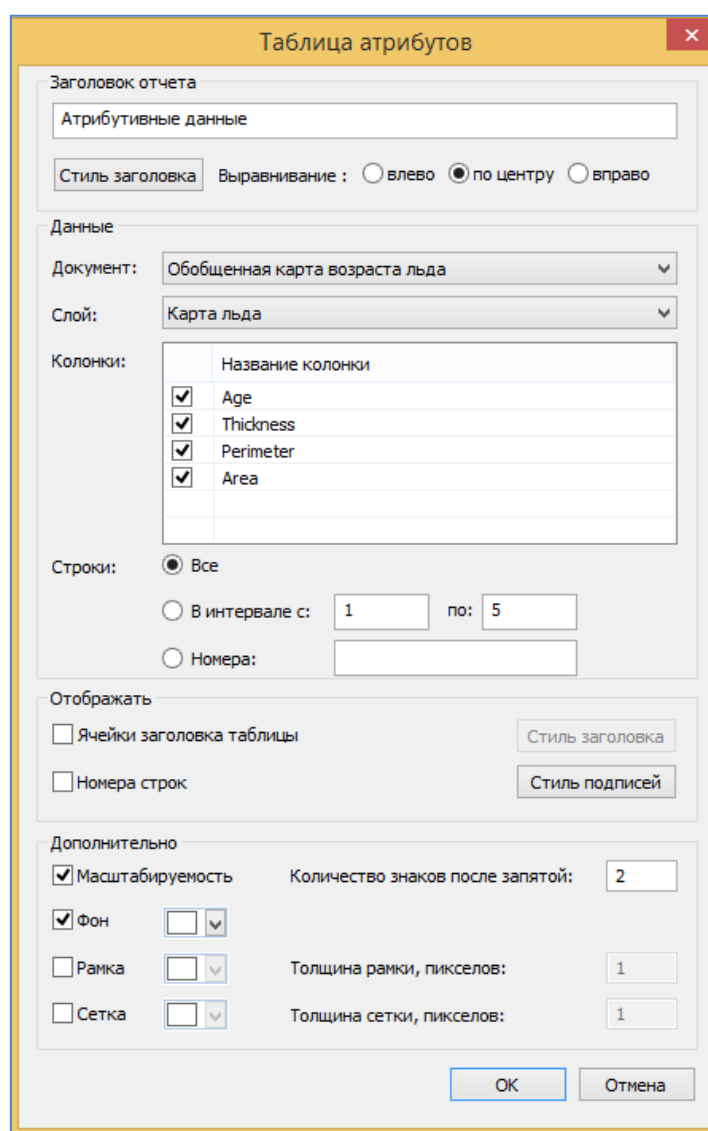 Таблица атрибутов
Заголовок отчета
Атрибутивные данные
Стиль заголовка Выравнивание : влево по центру вправо
Данные
Документ: Обобщенная карта возраста льда
Слой: Карта льда
Колонки: Название колонки
Age
Thickness
Perimeter
Area
Строки: Все
В интервале с: 1 по: 5
Номера:
Отображать
Ячейки заголовка таблицы Стиль заголовка
Номера строк Стиль подписей
Дополнительно
Масштабируемость Количество знаков после запятой: 2
Фон
Рамка Толщина рамки, пикселов: 1
Сетка Толщина сетки, пикселов: 1
ОК Отмена